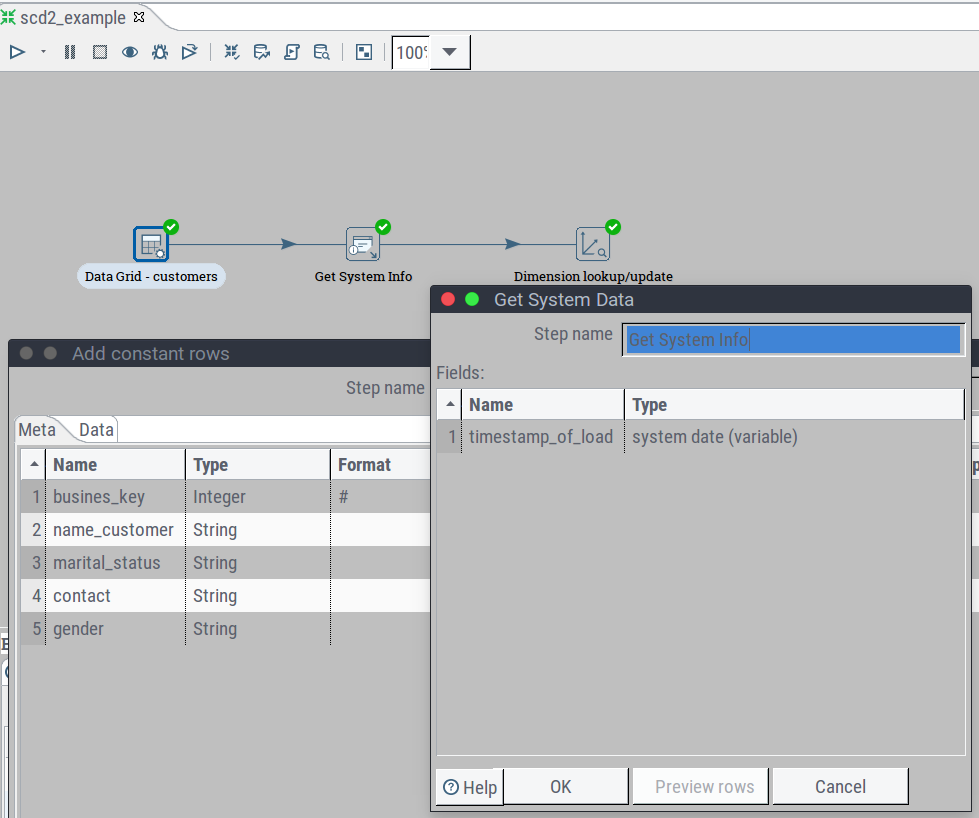 scd2_example
100%
Data Grid - customers
Get System Info
Dimension lookup/update
Get System Data
Step name
Get System Info
Fields:
Name Type
1 timestamp_of_load system date (variable)
Help OK Preview rows Cancel
Add constant rows
Step name
Meta Data
Name Type Format
1 busines_key Integer #
2 name_customer String
3 marital_status String
4 contact String
5 gender String